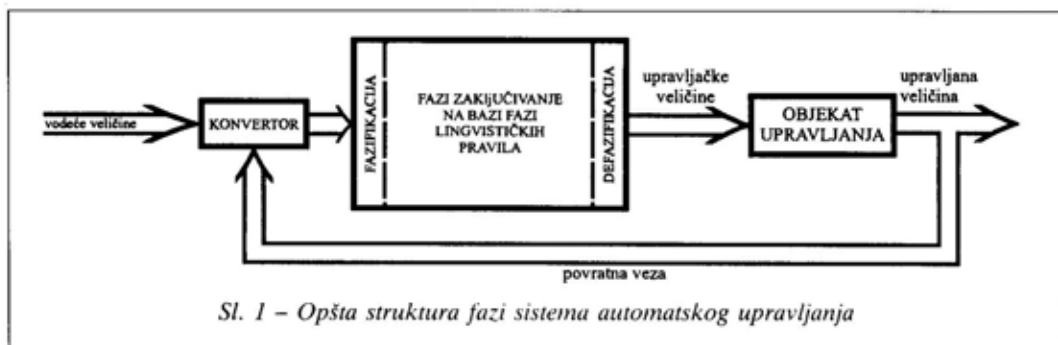 vodeće veličine
KONVERTOR
FAZIFIKACIJA
FAZI ZAKljUČIVANJE
NA BAZI FAZI
LINGVISTIČKIH
PRAVILA
DEFAZIFIKACIJA
upravljačke
veličine
OBJEKAT
UPRAVLJANJA
upravljana
veličina
povratna veza
Sl. 1 – Opšta struktura fazi sistema automatskog upravljanja